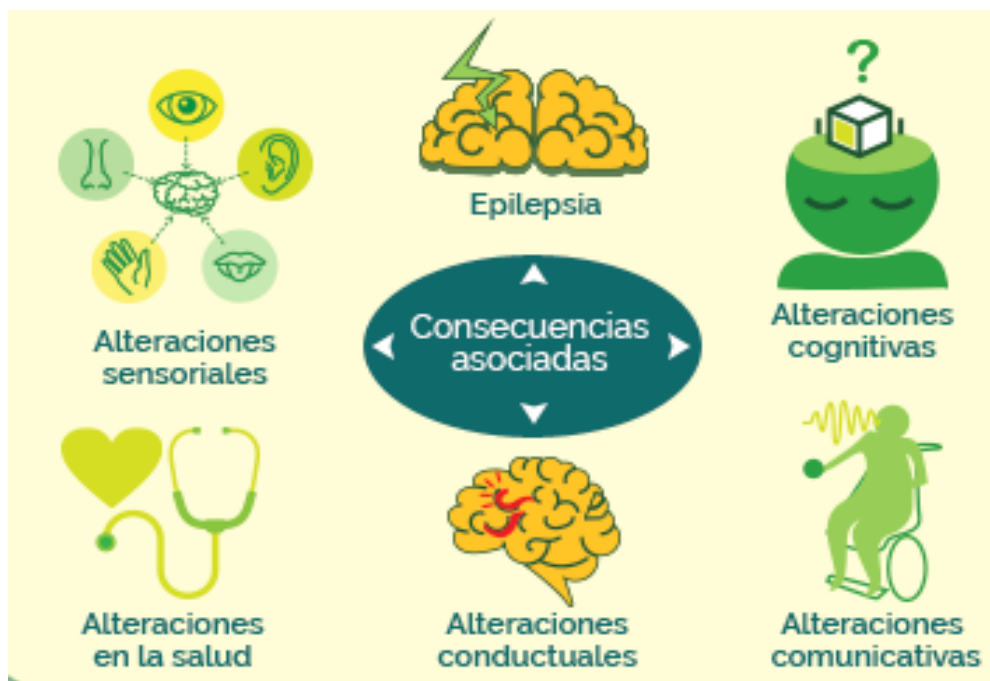 ?
Epilepsia
Alteraciones
sensoriales
Consecuencias
asociadas
Alteraciones
cognitivas
Alteraciones
en la salud
Alteraciones
conductuales
Alteraciones
comunicativas